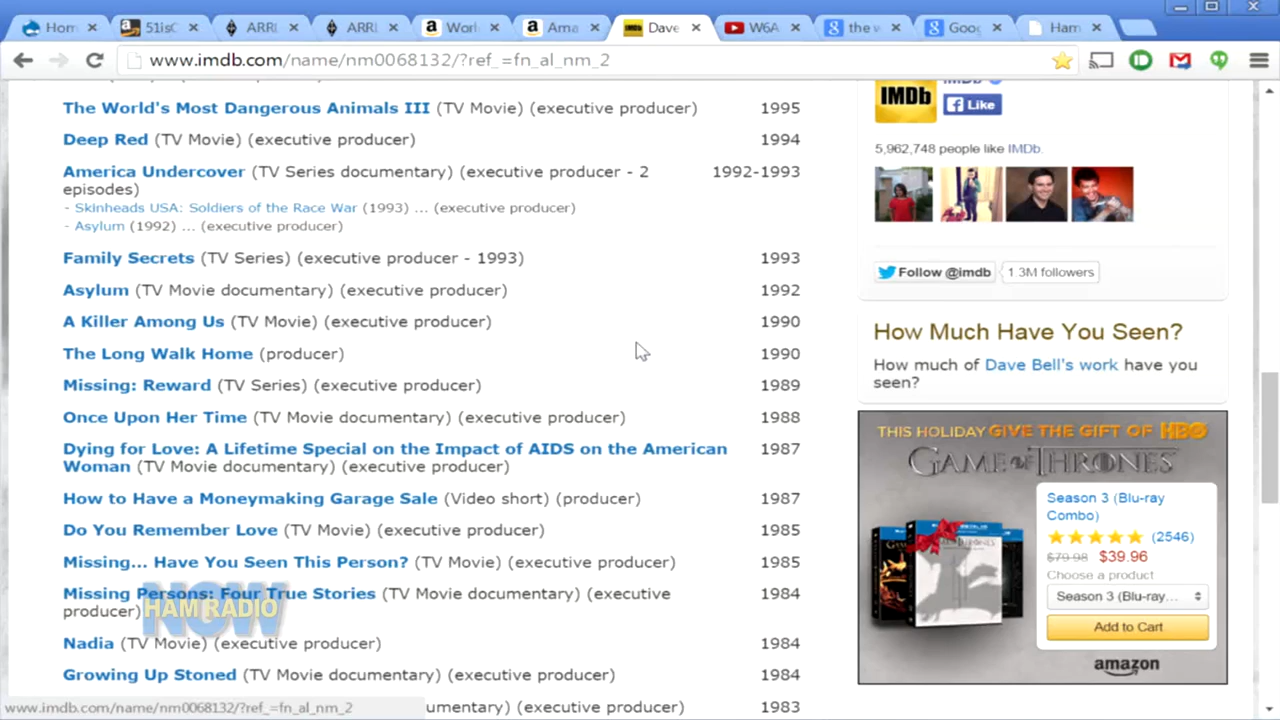 Hom
51isC
ARRL
ARRL
Worl
Ama
Dave
W6A
the w
Goog
Ham
www.imdb.com/name/nm0068132/?ref_=fn_al_nm_2
The World's Most Dangerous Animals III (TV Movie) (executive producer) 1995
Deep Red (TV Movie) (executive producer) 1994
America Undercover (TV Series documentary) (executive producer - 2 1992-1993
episodes)
- Skinheads USA: Soldiers of the Race War (1993) ... (executive producer)
- Asylum (1992) ... (executive producer)
Family Secrets (TV Series) (executive producer - 1993) 1993
Asylum (TV Movie documentary) (executive producer) 1992
A Killer Among Us (TV Movie) (executive producer) 1990
The Long Walk Home (producer) 1990
Missing: Reward (TV Series) (executive producer) 1989
Once Upon Her Time (TV Movie documentary) (executive producer) 1988
Dying for Love: A Lifetime Special on the Impact of AIDS on the American 1987
Woman (TV Movie documentary) (executive producer)
How to Have a Moneymaking Garage Sale (Video short) (producer) 1987
Do You Remember Love (TV Movie) (executive producer) 1985
Missing... Have You Seen This Person? (TV Movie) (executive producer) 1985
Missing Persons: Four True Stories (TV Movie documentary) (executive 1984
producer)
Nadia (TV Movie) (executive producer) 1984
Growing Up Stoned (TV Movie documentary) (executive producer) 1984
umentary) (executive producer) 1983
www.imdb.com/name/nm0068132/?ref_=fn_al_nm_2
HAM RADIO
NOW
IMDb
IMDb
Like
5,962,748 people like IMDb.
Follow @imdb
1.3M followers
How Much Have You Seen?
How much of Dave Bell's work have you
seen?
THIS HOLIDAY GIVE THE GIFT OF HBO
GAME OF THRONES
Season 3 (Blu-ray
Combo)
(2546)
$79.98 $39.96
Choose a product
Season 3 (Blu-ray...
Add to Cart
amazon